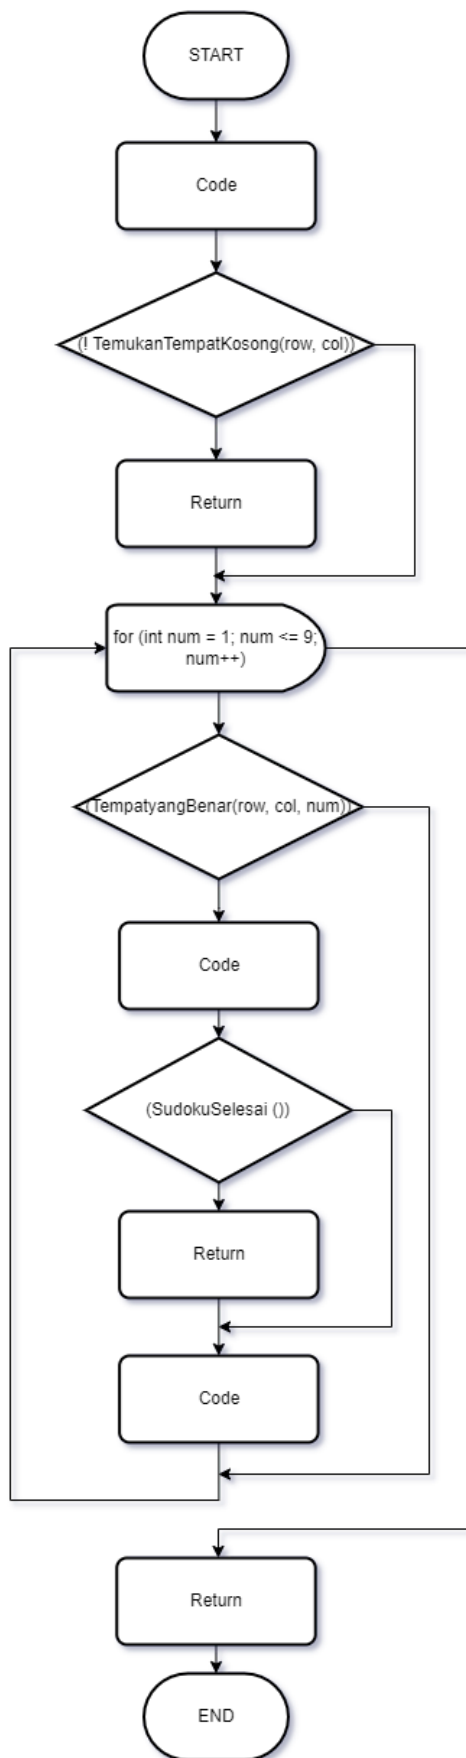 START
Code
(! TemukanTempatKosong(row, col))
Return
for (int num = 1; num <= 9;
num++)
(TempatyangBenar(row, col, num))
Code
(SudokuSelesai ())
Return
Code
Return
END